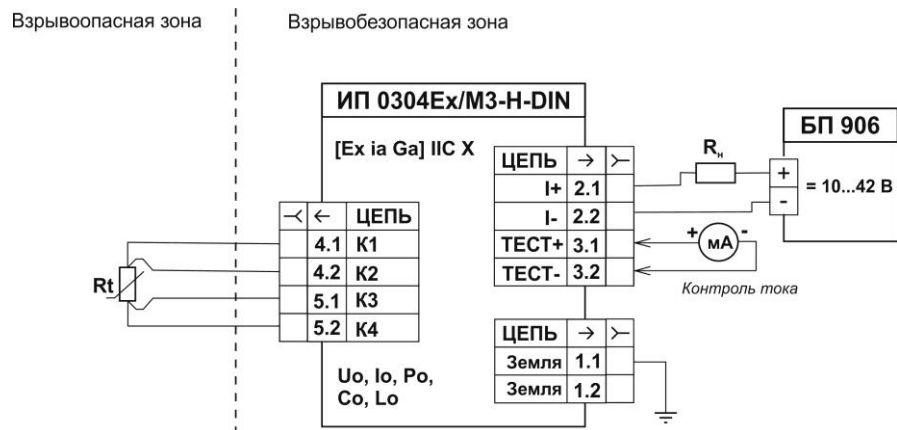 Взрывоопасная зона
Взрывобезопасная зона
ИП 0304Ex/М3-Н-DIN
[Ex ia Ga] IIC X
БП 906
+
-
= 10...42 В
Rн
ЦЕПЬ
I+ 2.1
I- 2.2
ТЕСТ+ 3.1
ТЕСТ- 3.2
+ мА -
Контроль тока
ЦЕПЬ
4.1 К1
4.2 К2
5.1 К3
5.2 К4
Rt
ЦЕПЬ
Земля 1.1
Земля 1.2
Uo, Io, Po,
Co, Lo